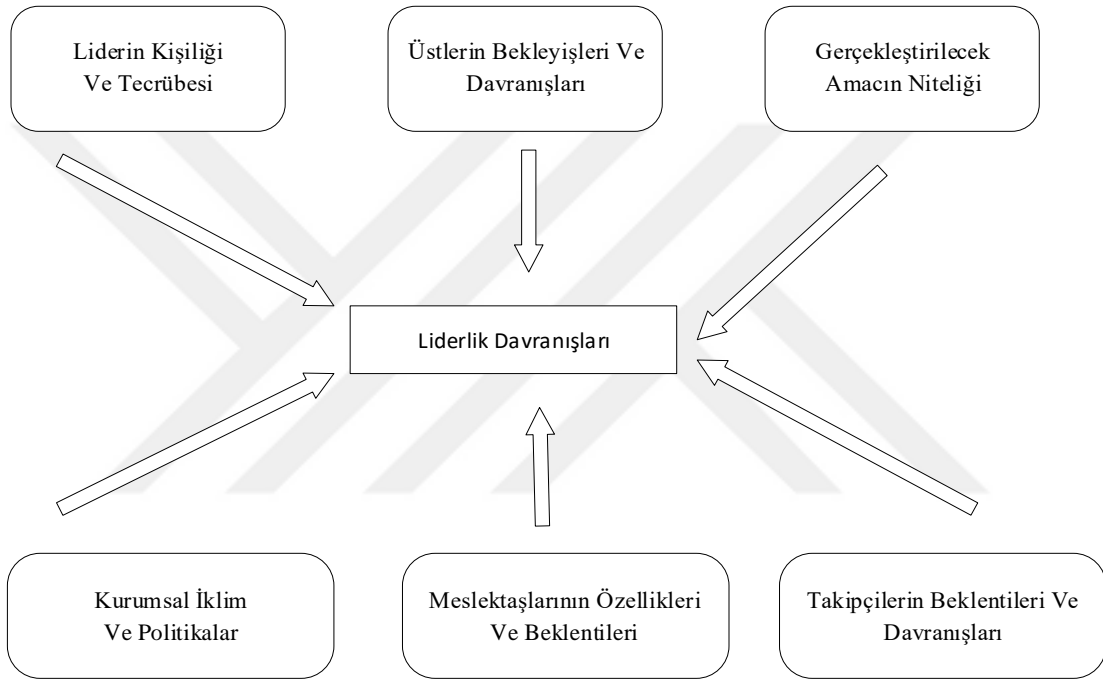 Liderin Kişiliği
Ve Tecrübesi
Üstlerin Bekleyişleri Ve
Davranışları
Gerçekleştirilecek
Amacın Niteliği
Liderlik Davranışları
Kurumsal İklim
Ve Politikalar
Meslektaşlarının Özellikleri
Ve Beklentileri
Takipçilerin Beklentileri Ve
Davranışları